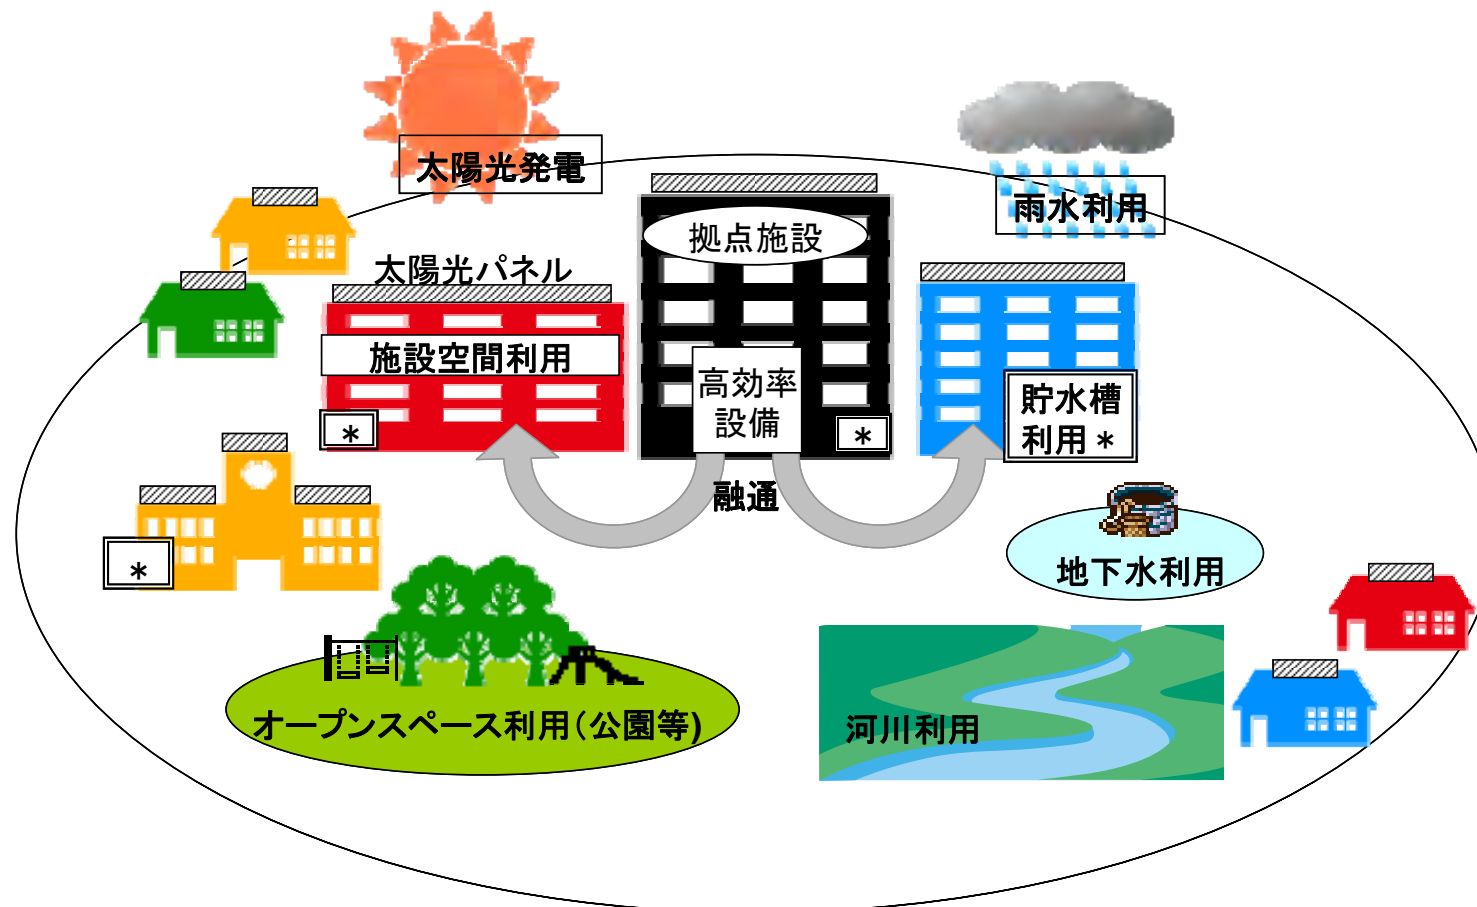 太陽光発電
雨水利用
拠点施設
太陽光パネル
施設空間利用
高効率
設備
貯水槽
利用＊
＊
＊
融通
＊
地下水利用
オープンスペース利用（公園等)
河川利用